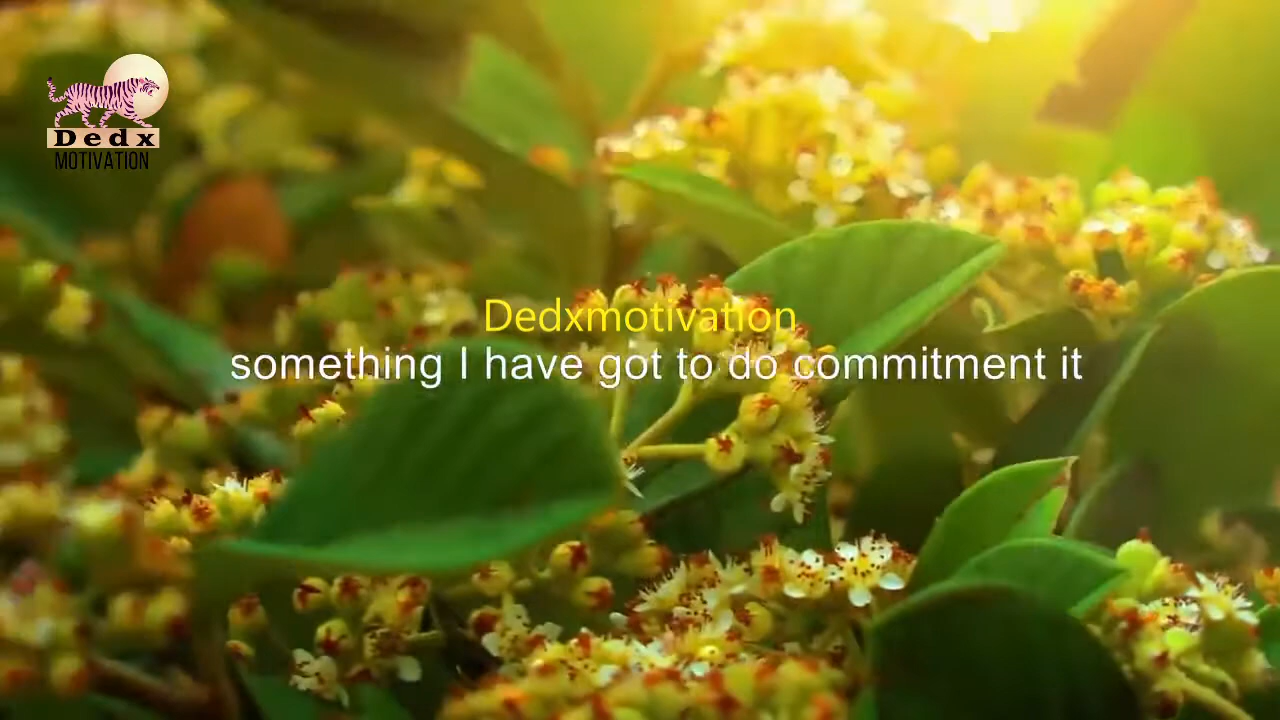 Dedx
MOTIVATION
Dedxmotivation
something I have got to do commitment it